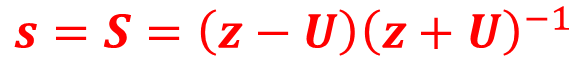 s = S = (z − U)(z + U)⁻¹